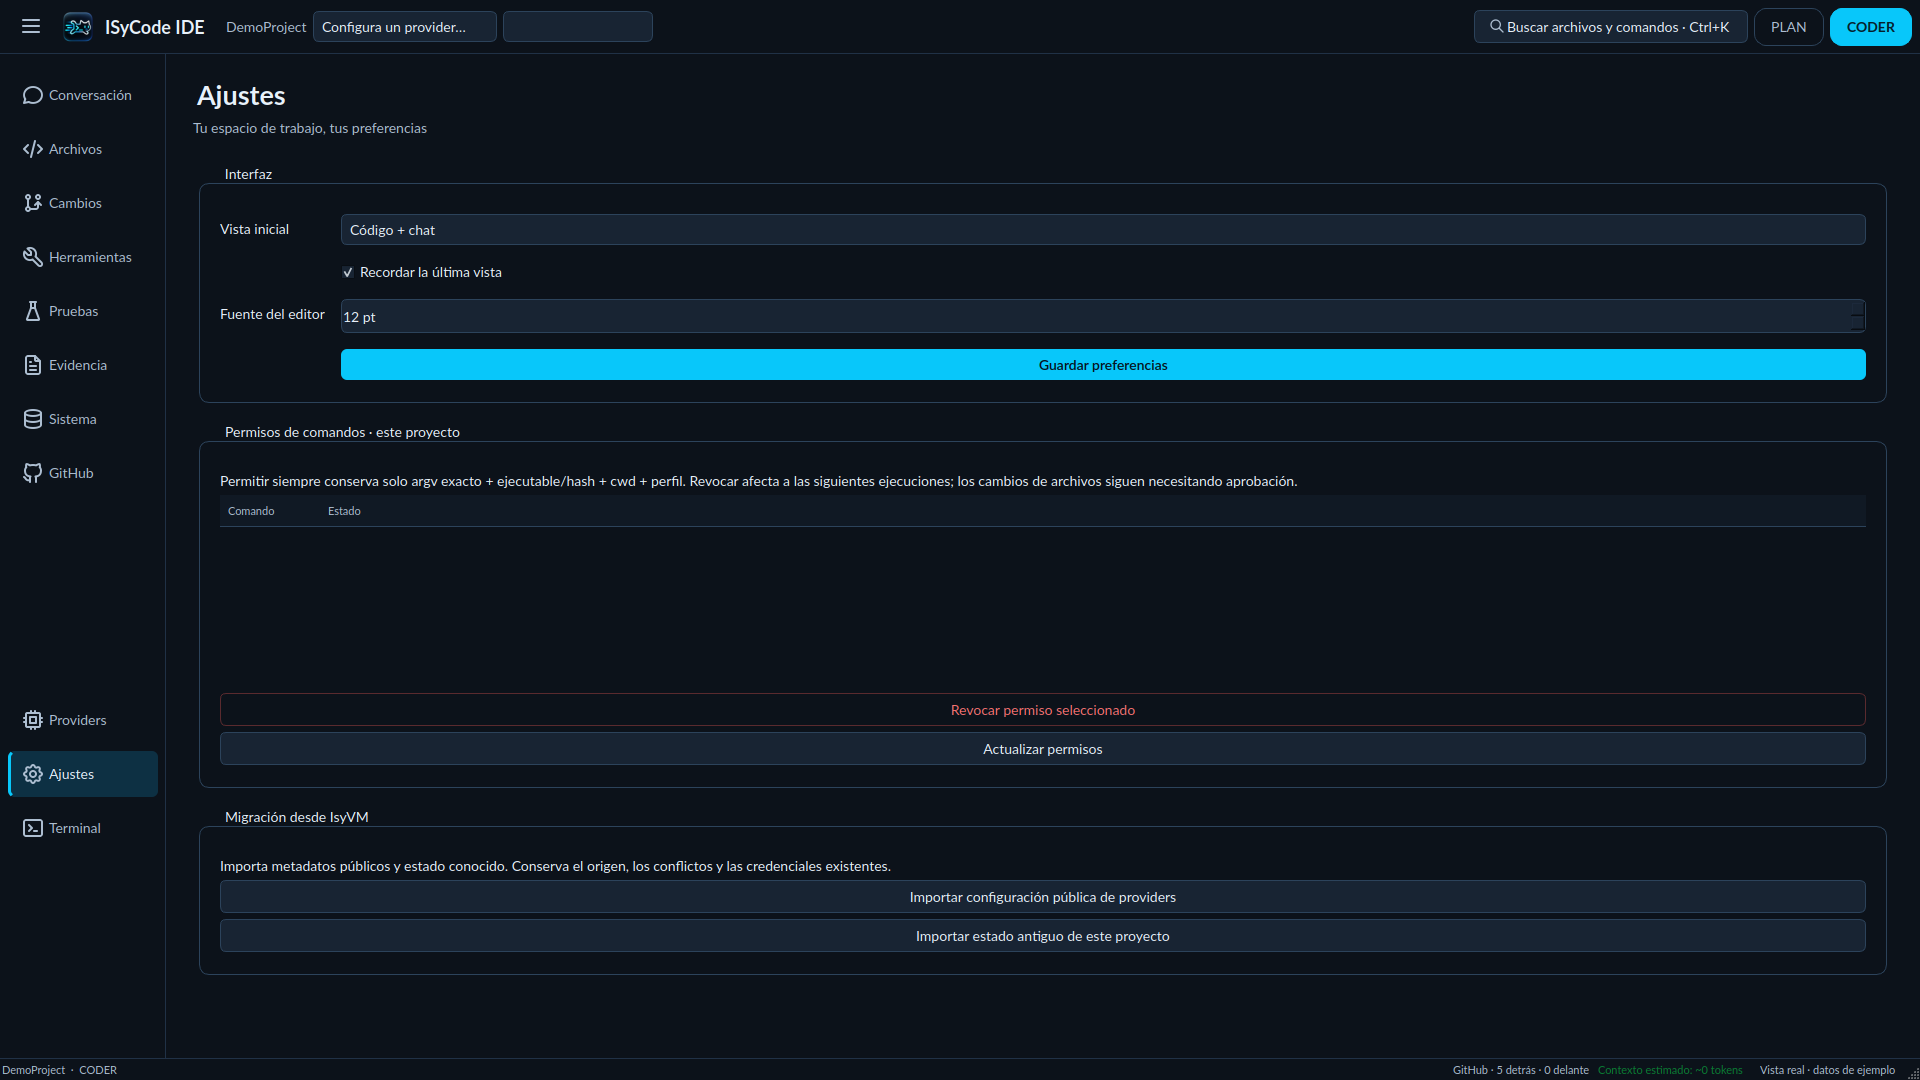 ISyCode IDE
DemoProject
Configura un provider...
Buscar archivos y comandos · Ctrl+K
PLAN
CODER
Conversación
Archivos
Cambios
Herramientas
Pruebas
Evidencia
Sistema
GitHub
Providers
Ajustes
Terminal
Ajustes
Tu espacio de trabajo, tus preferencias
Interfaz
Vista inicial
Código + chat
Recordar la última vista
Fuente del editor
12 pt
Guardar preferencias
Permisos de comandos · este proyecto
Permitir siempre conserva solo argv exacto + ejecutable/hash + cwd + perfil. Revocar afecta a las siguientes ejecuciones; los cambios de archivos siguen necesitando aprobación.
Comando Estado
Revocar permiso seleccionado
Actualizar permisos
Migración desde IsyVM
Importa metadatos públicos y estado conocido. Conserva el origen, los conflictos y las credenciales existentes.
Importar configuración pública de providers
Importar estado antiguo de este proyecto
DemoProject · CODER
GitHub · 5 detrás · 0 delante
Contexto estimado: ~0 tokens
Vista real · datos de ejemplo